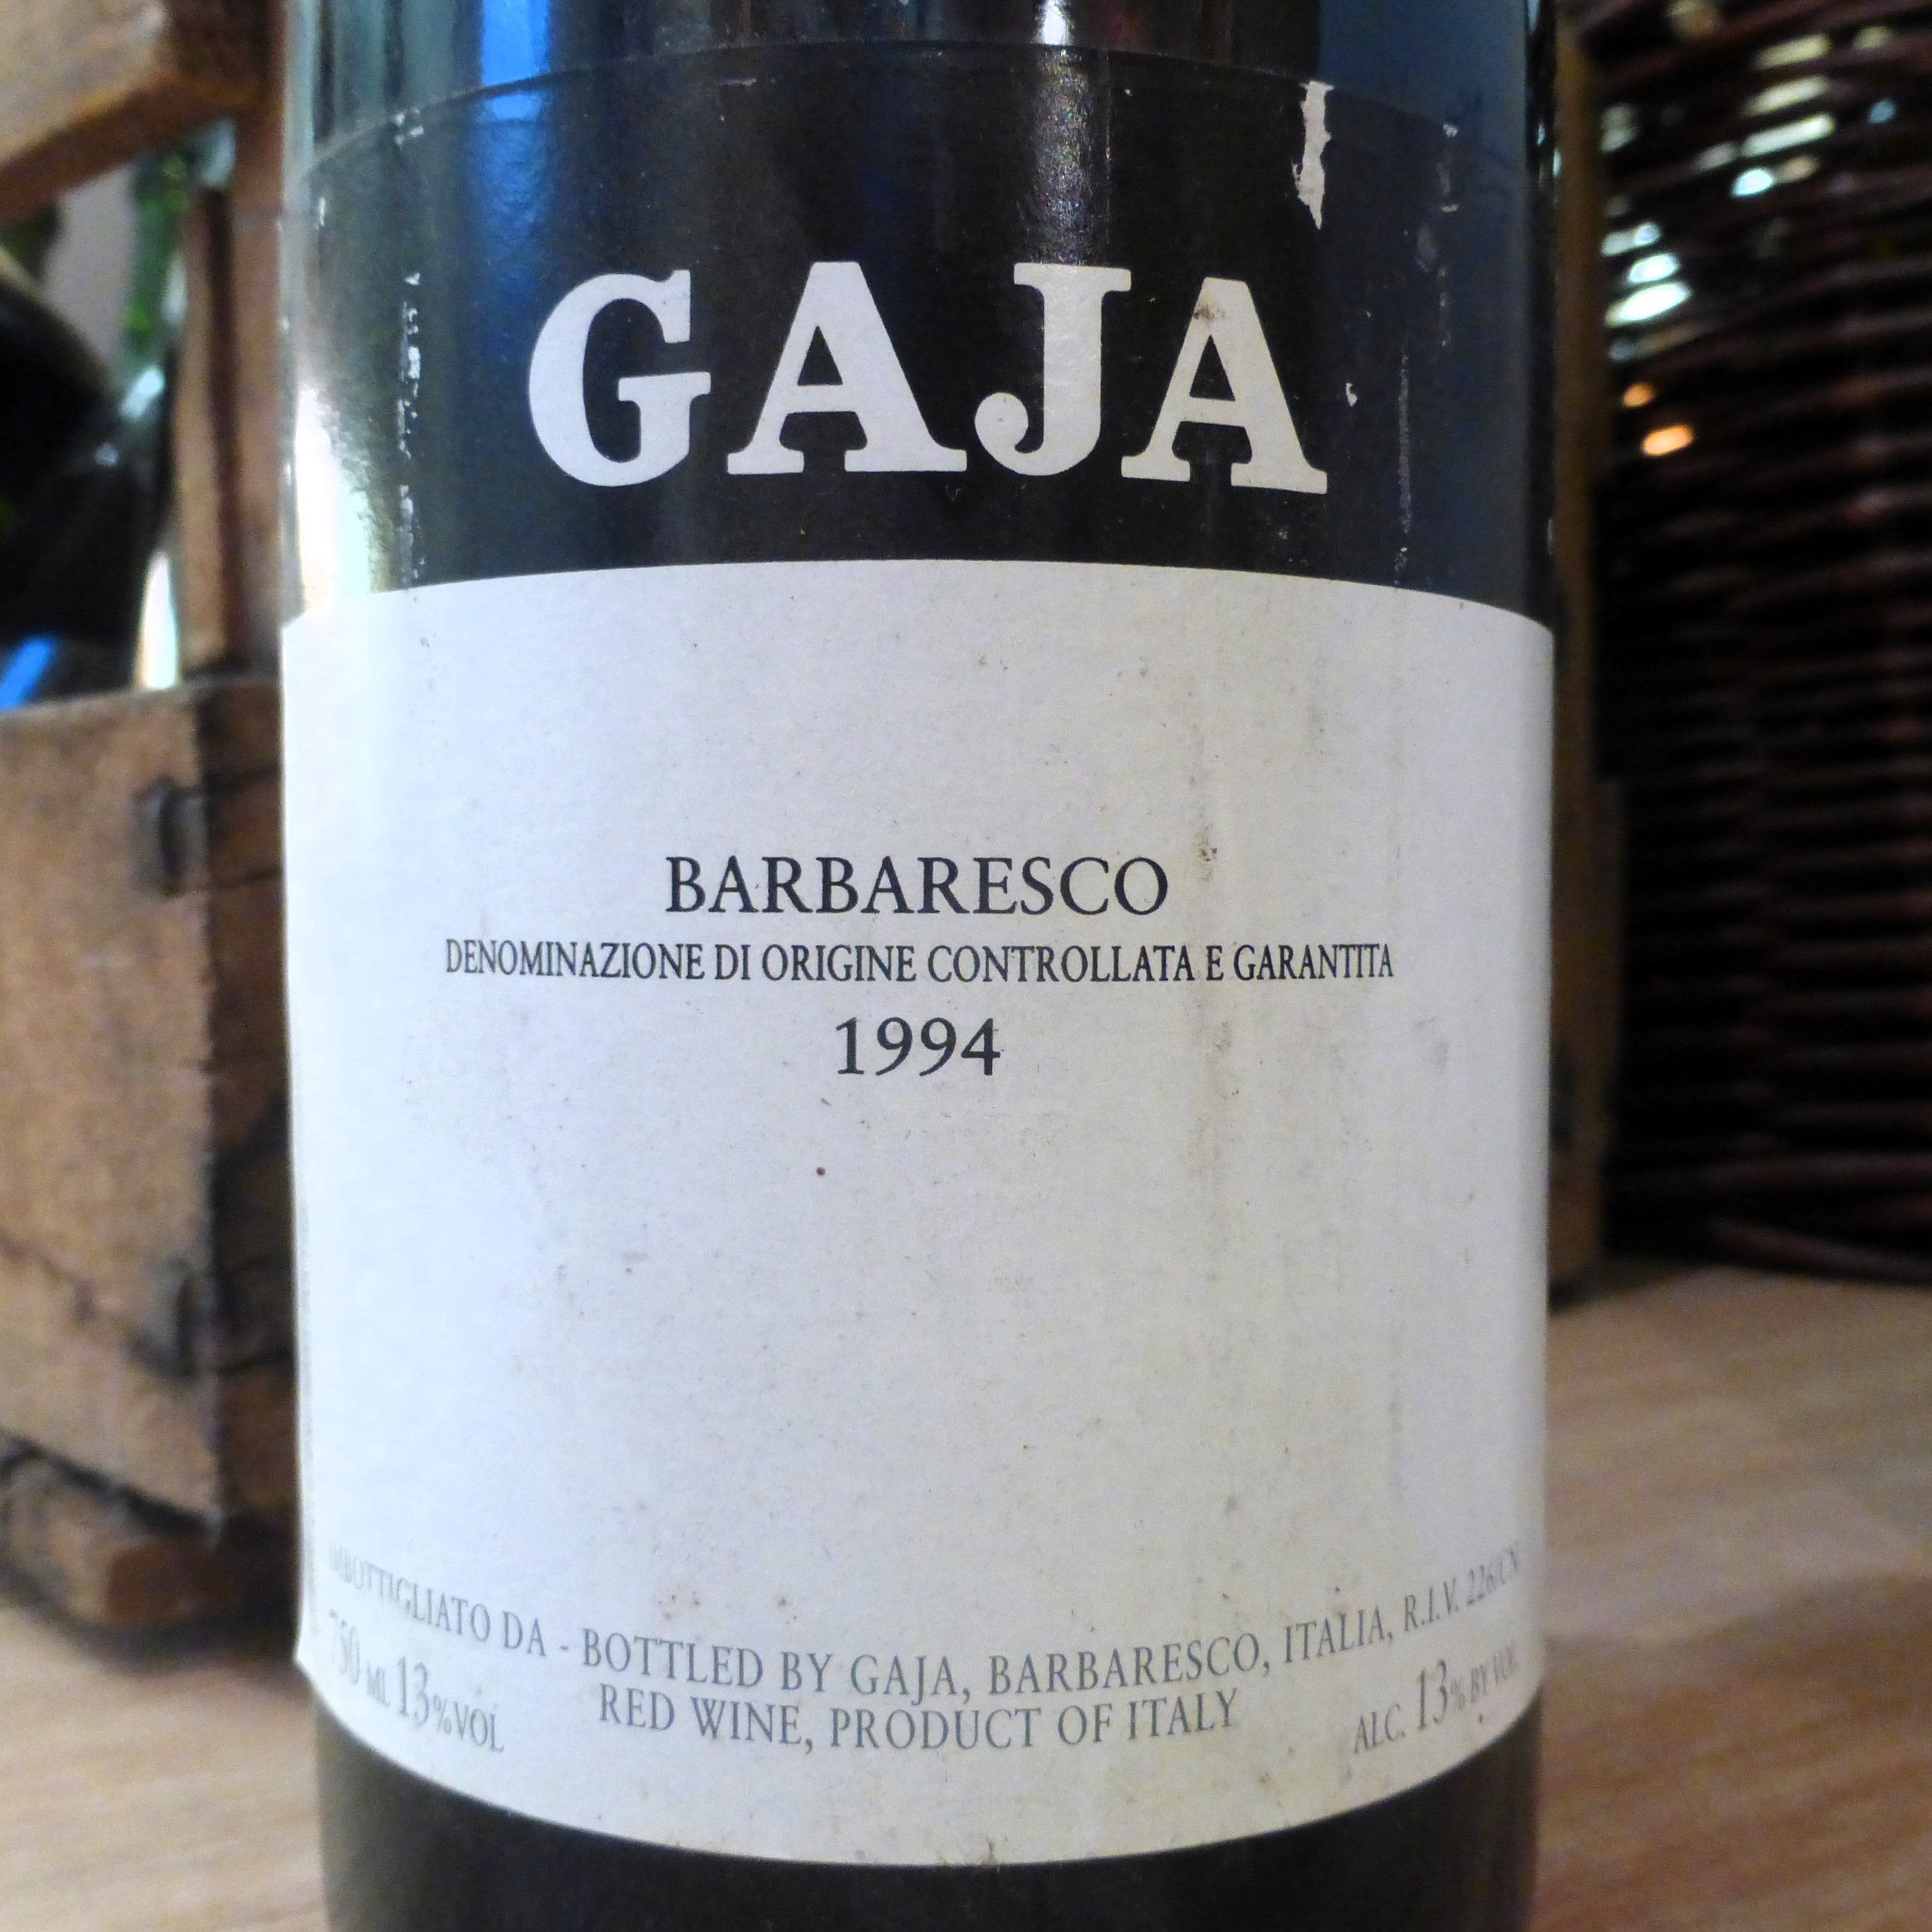 GAJA
BARBARESCO
DENOMINAZIONE DI ORIGINE CONTROLLATA E GARANTITA
1994
IMBOTTIGLIATO DA - BOTTLED BY GAJA, BARBARESCO, ITALIA, R.I.V. 226/CN
RED WINE, PRODUCT OF ITALY
750 ML 13%VOL
ALC. 13% BY VOL.